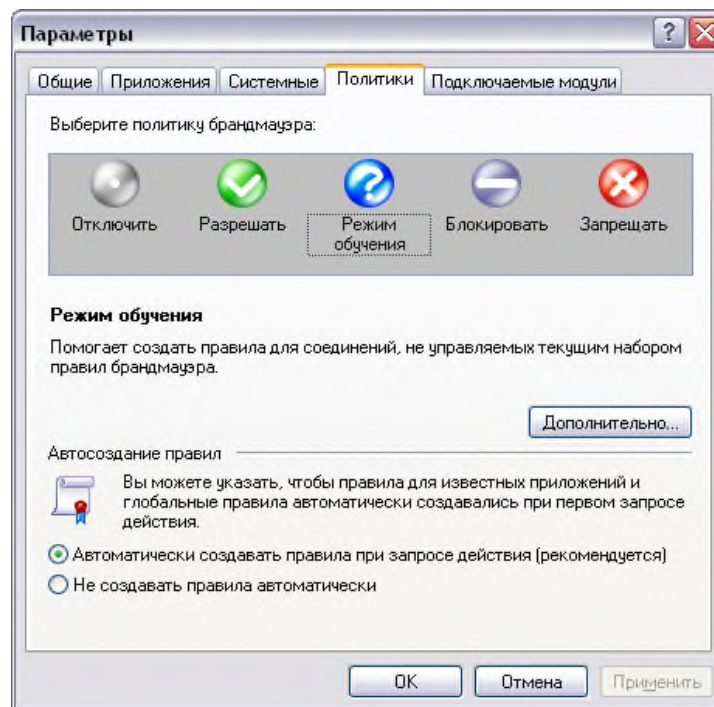 Параметры
Общие Приложения Системные Политики Подключаемые модули
Выберите политику брандмауэра:
Отключить Разрешать Режим обучения Блокировать Запрещать
Режим обучения
Помогает создать правила для соединений, не управляемых текущим набором
правил брандмауэра.
Дополнительно...
Автосоздание правил
Вы можете указать, чтобы правила для известных приложений и
глобальные правила автоматически создавались при первом запросе
действия.
Автоматически создавать правила при запросе действия (рекомендуется)
Не создавать правила автоматически
OK Отмена Применить